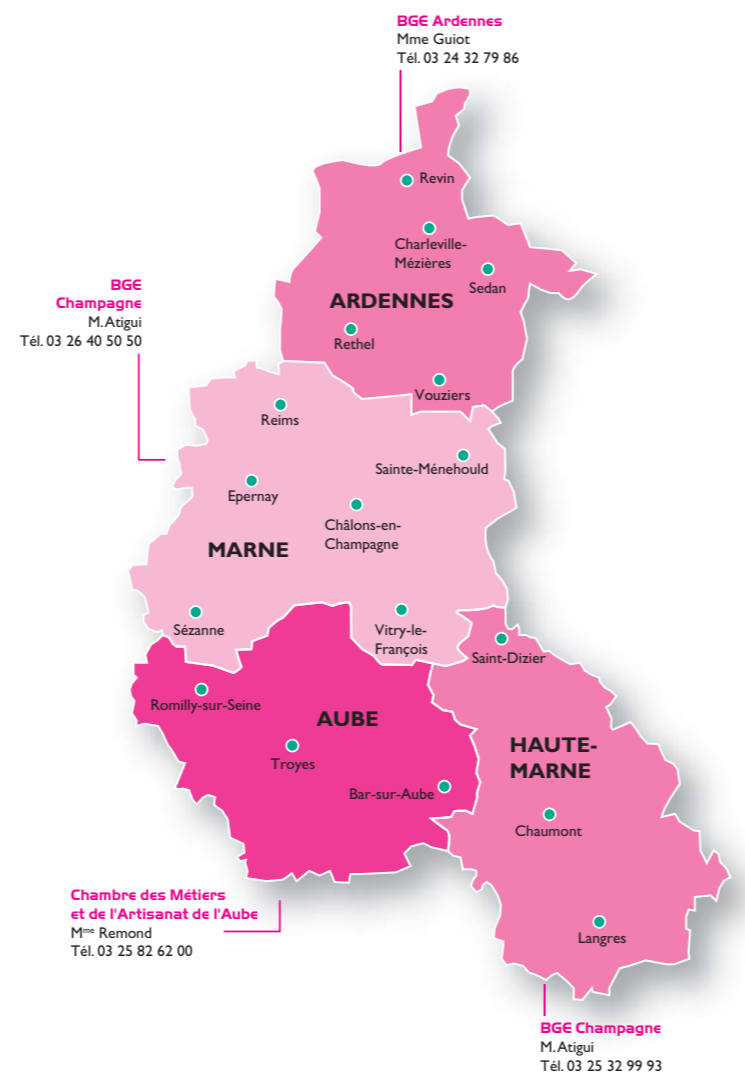 BGE Ardennes
Mme Guiot
Tél. 03 24 32 79 86
Revin
Charleville-
Mézières
Sedan
ARDENNES
Rethel
Vouziers
BGE
Champagne
M. Atigui
Tél. 03 26 40 50 50
Reims
Sainte-Ménehould
Epernay
Châlons-en-
Champagne
MARNE
Sézanne
Vitry-le-
François
Saint-Dizier
Romilly-sur-Seine
AUBE
Troyes
Bar-sur-Aube
HAUTE-
MARNE
Chaumont
Langres
Chambre des Métiers
et de l'Artisanat de l'Aube
Mme Remond
Tél. 03 25 82 62 00
BGE Champagne
M. Atigui
Tél. 03 25 32 99 93